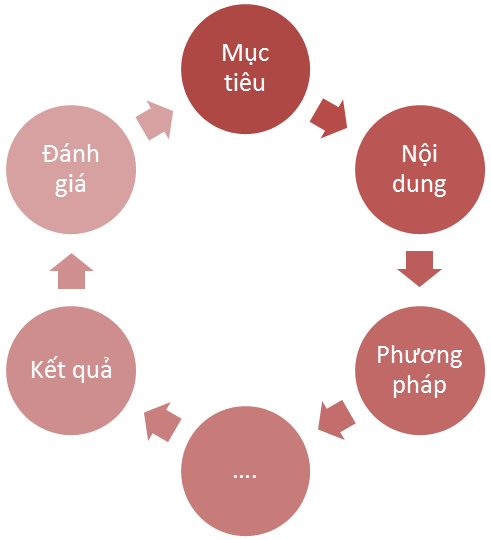 Mục
tiêu
Nội
dung
Phương
pháp
....
Kết quả
Đánh
giá